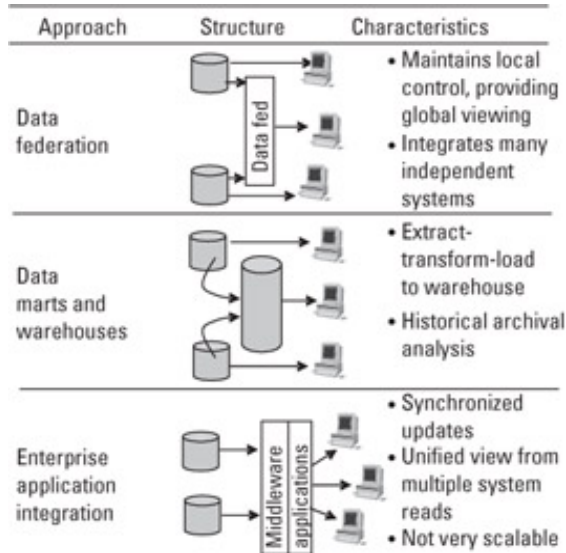 Approach Structure Characteristics
Data
federation
Data fed
• Maintains local
control, providing
global viewing
• Integrates many
independent
systems
Data
marts and
warehouses
• Extract-
transform-load
to warehouse
• Historical archival
analysis
Enterprise
application
integration
Middleware
applications
• Synchronized
updates
• Unified view from
multiple system
reads
• Not very scalable